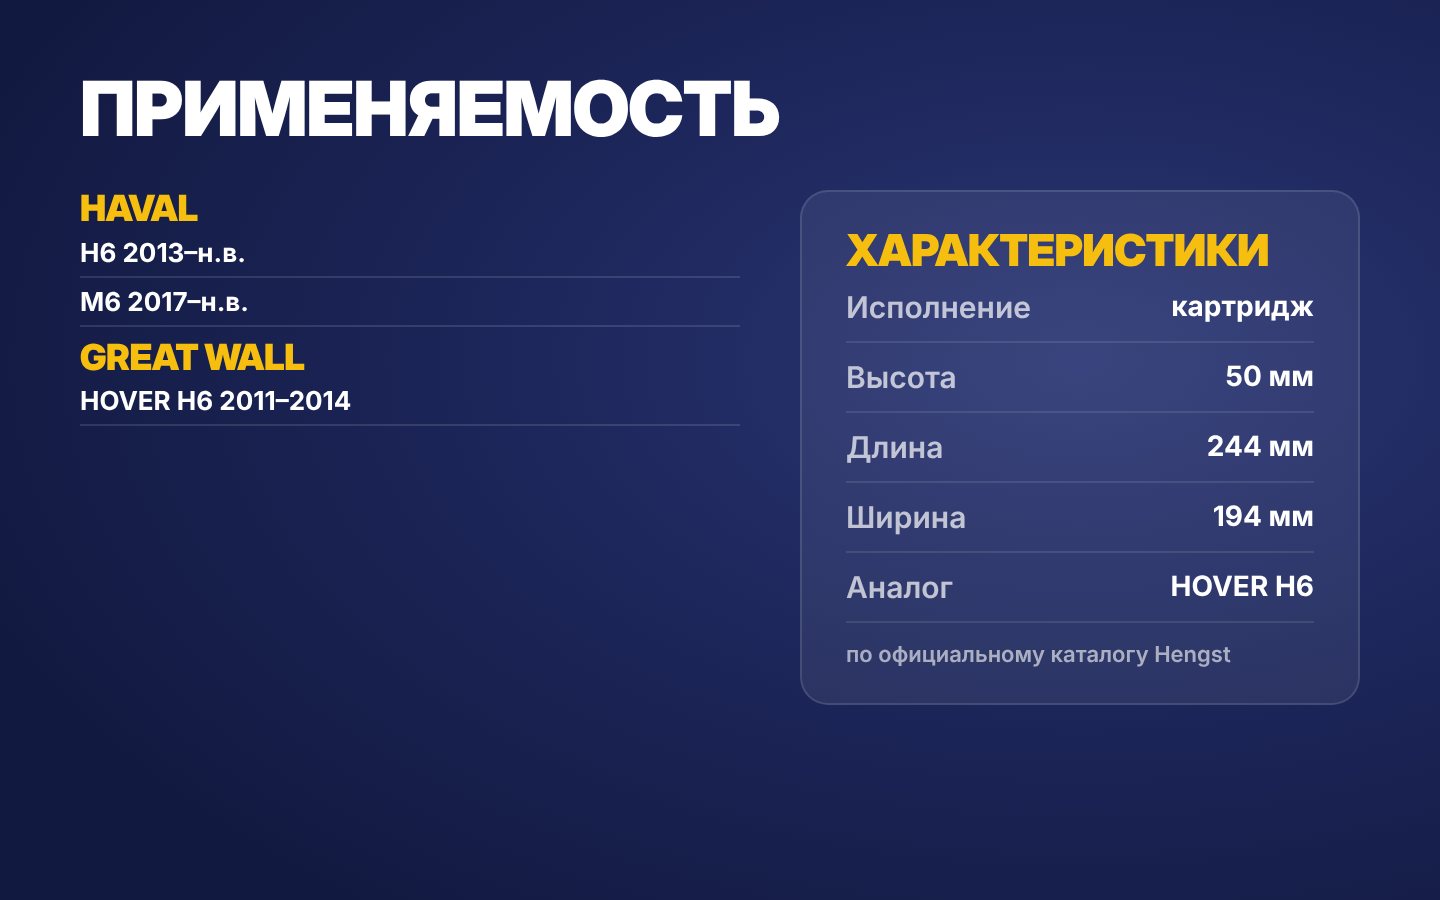 ПРИМЕНЯЕМОСТЬ
HAVAL
H6 2013–н.в.
M6 2017–н.в.
GREAT WALL
HOVER H6 2011–2014
ХАРАКТЕРИСТИКИ
Исполнение картридж
Высота 50 мм
Длина 244 мм
Ширина 194 мм
Аналог HOVER H6
по официальному каталогу Hengst